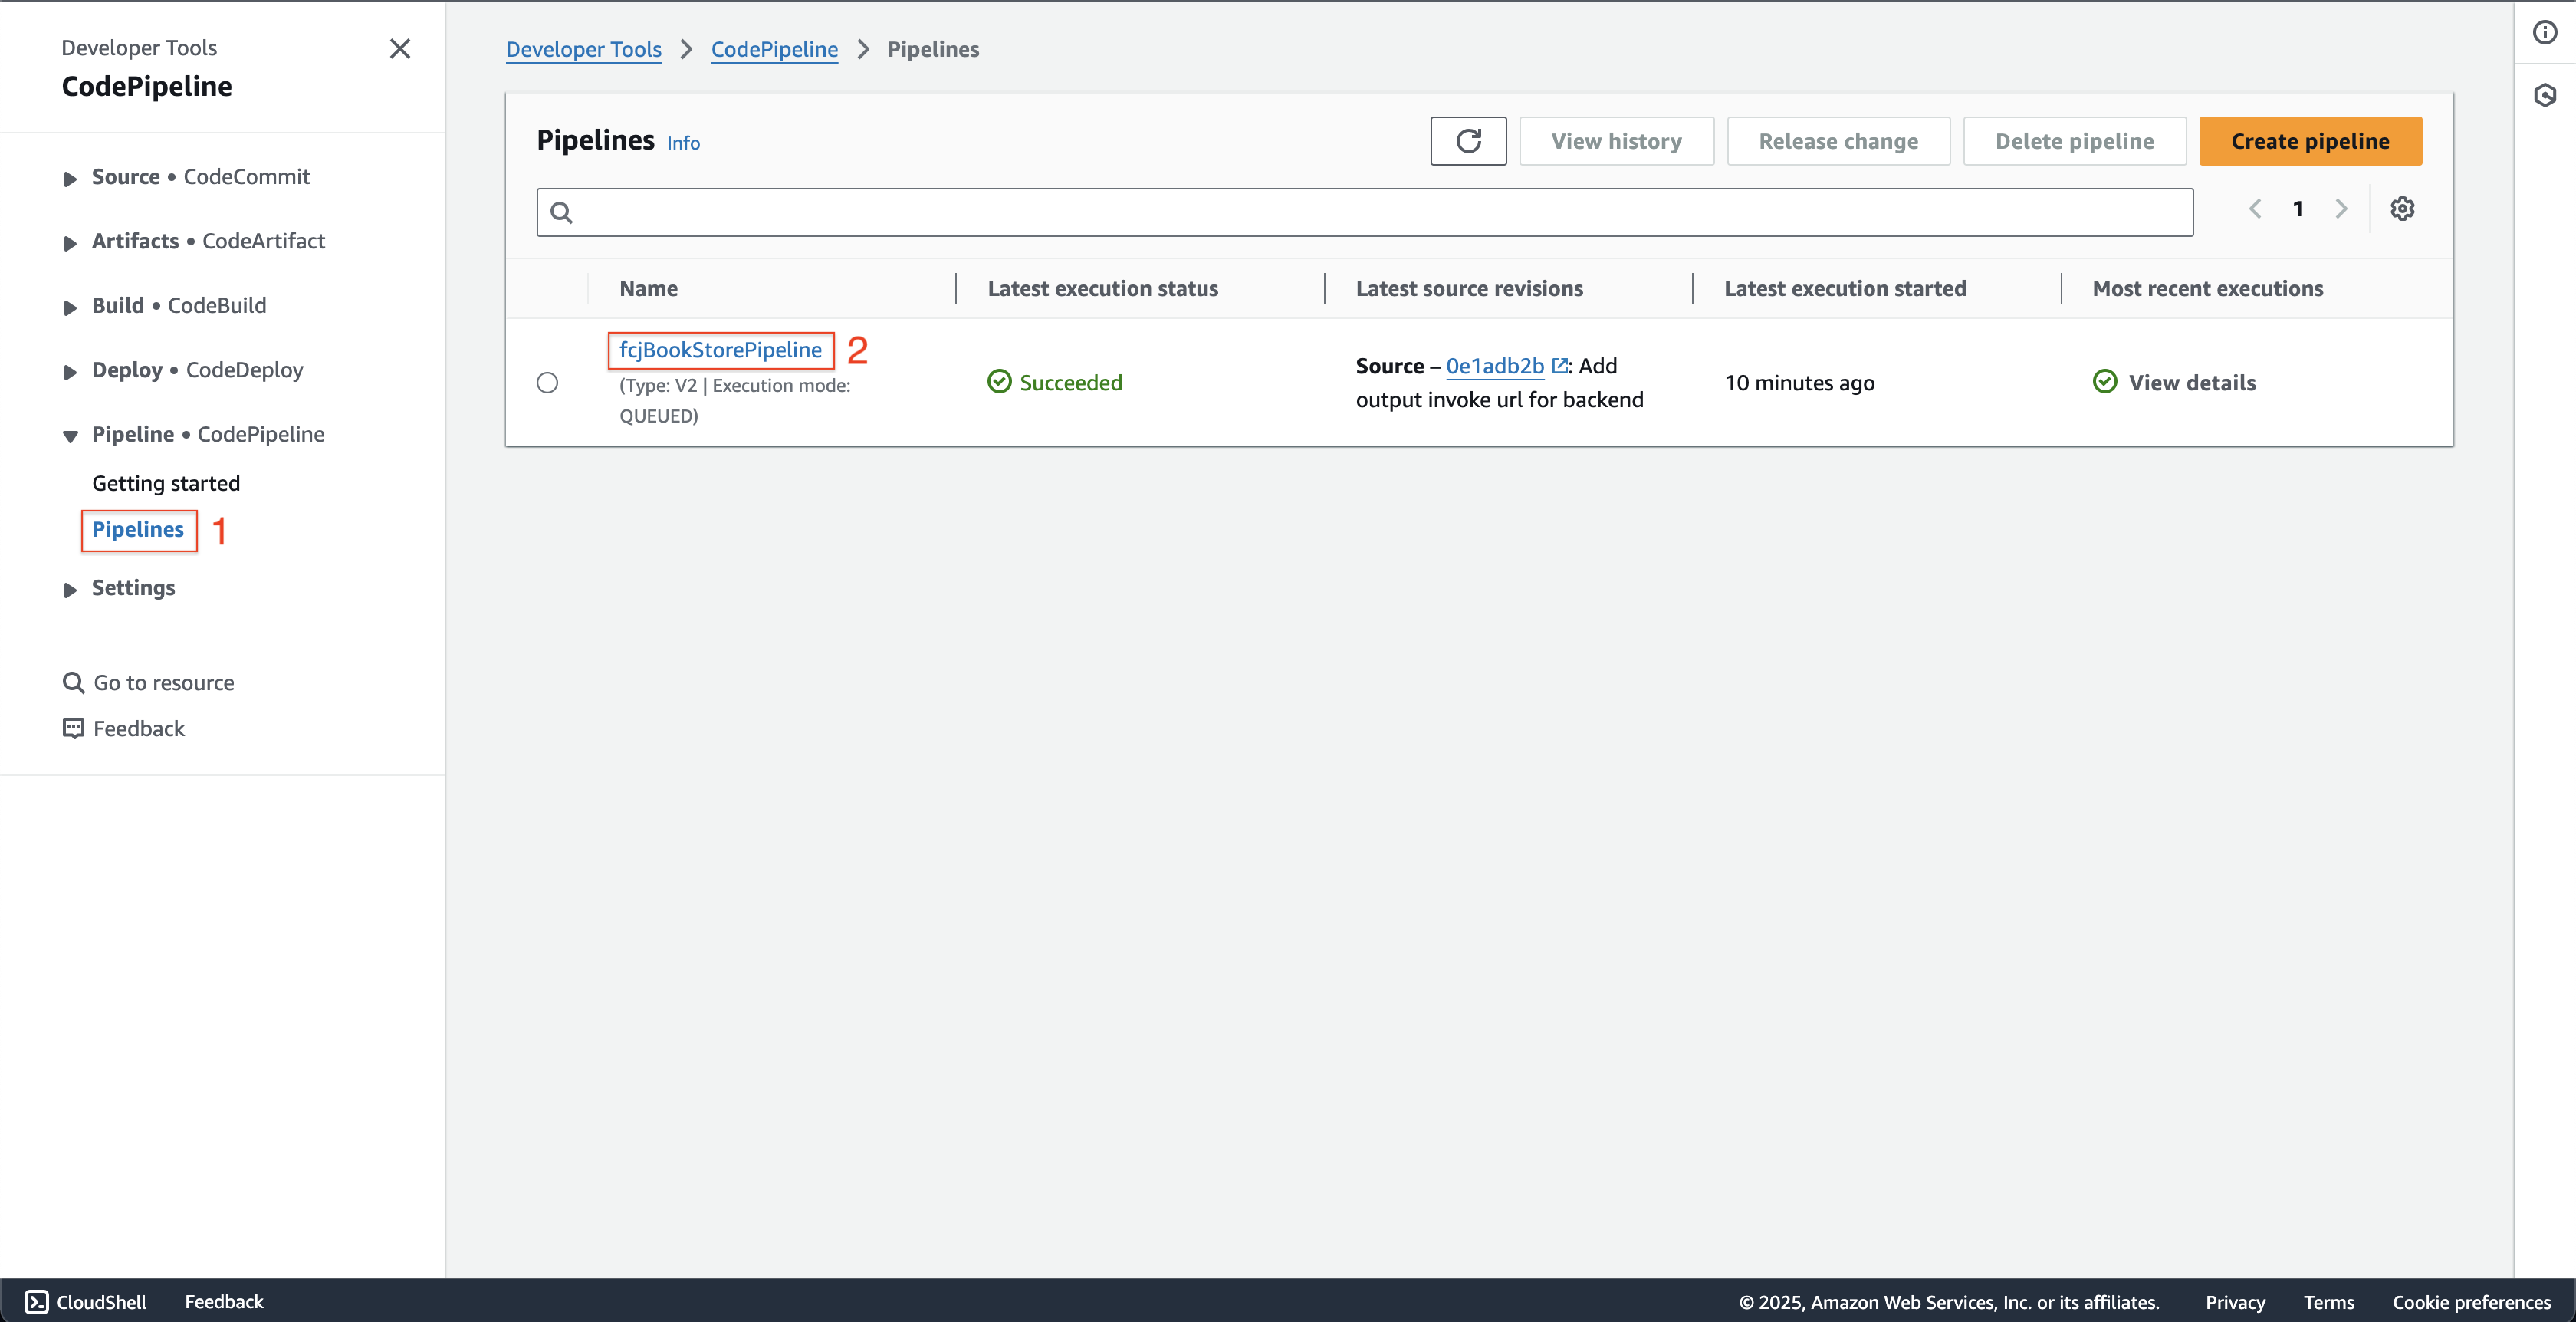 Developer Tools
CodePipeline
Source • CodeCommit
Artifacts • CodeArtifact
Build • CodeBuild
Deploy • CodeDeploy
Pipeline • CodePipeline
Getting started
Pipelines 1
Settings
Go to resource
Feedback
Developer Tools > CodePipeline > Pipelines
Pipelines Info
View history Release change Delete pipeline Create pipeline
1
Name Latest execution status Latest source revisions Latest execution started Most recent executions
fcjBookStorePipeline 2
(Type: V2 | Execution mode:
QUEUED)
Succeeded
Source – 0e1adb2b : Add
output invoke url for backend
10 minutes ago
View details
CloudShell Feedback © 2025, Amazon Web Services, Inc. or its affiliates. Privacy Terms Cookie preferences